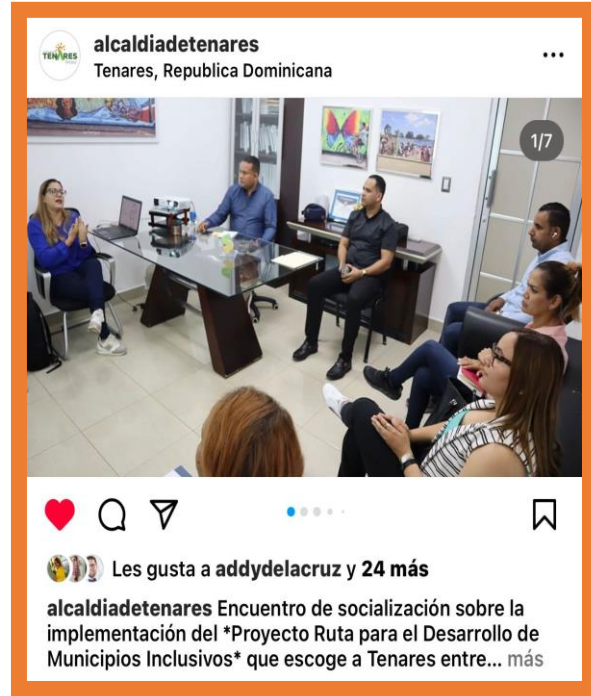 TENARES
alcaldiadetenares
Tenares, Republica Dominicana
1/7
Les gusta a addydelacruz y 24 más
alcaldiadetenares Encuentro de socialización sobre la
implementación del *Proyecto Ruta para el Desarrollo de
Municipios Inclusivos* que escoge a Tenares entre... más